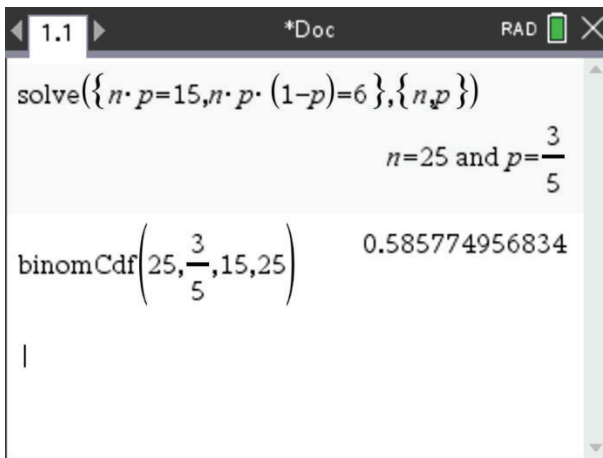 1.1 *Doc RAD
solve({n·p=15,n·p·(1−p)=6},{n,p})
n=25 and p=3/5
binomCdf(25,3/5,15,25) 0.585774956834